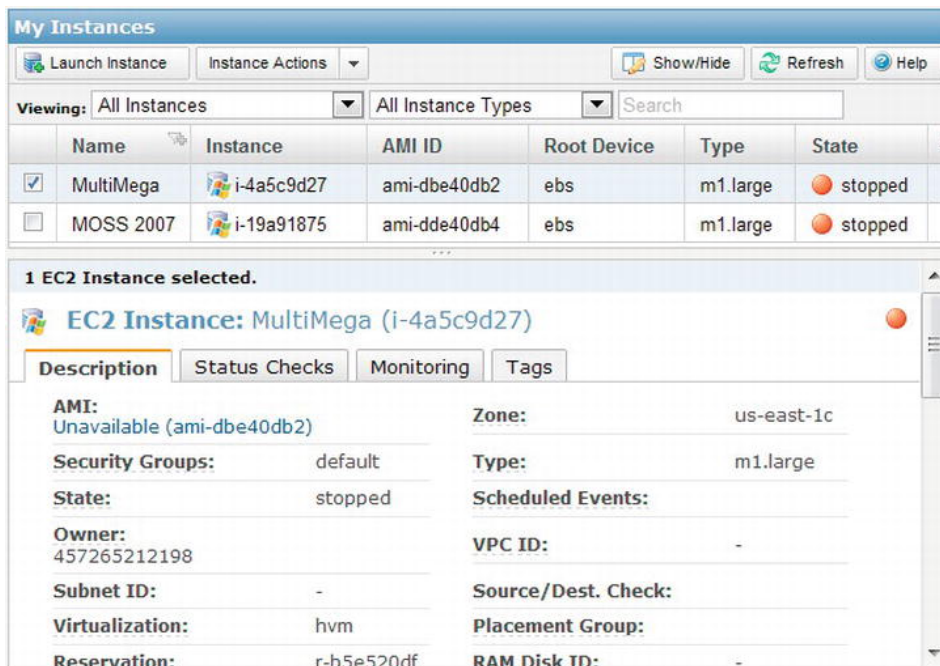 My Instances
Launch Instance Instance Actions Show/Hide Refresh Help
Viewing: All Instances All Instance Types Search
Name Instance AMI ID Root Device Type State
MultiMega i-4a5c9d27 ami-dbe40db2 ebs m1.large stopped
MOSS 2007 i-19a91875 ami-dde40db4 ebs m1.large stopped
1 EC2 Instance selected.
EC2 Instance: MultiMega (i-4a5c9d27)
Description Status Checks Monitoring Tags
AMI:
Unavailable (ami-dbe40db2)
Zone: us-east-1c
Security Groups: default
Type: m1.large
State: stopped
Scheduled Events:
Owner:
457265212198
VPC ID: -
Subnet ID: -
Source/Dest. Check:
Virtualization: hvm
Placement Group:
Reservation: r-b5e520df
RAM Disk ID: -